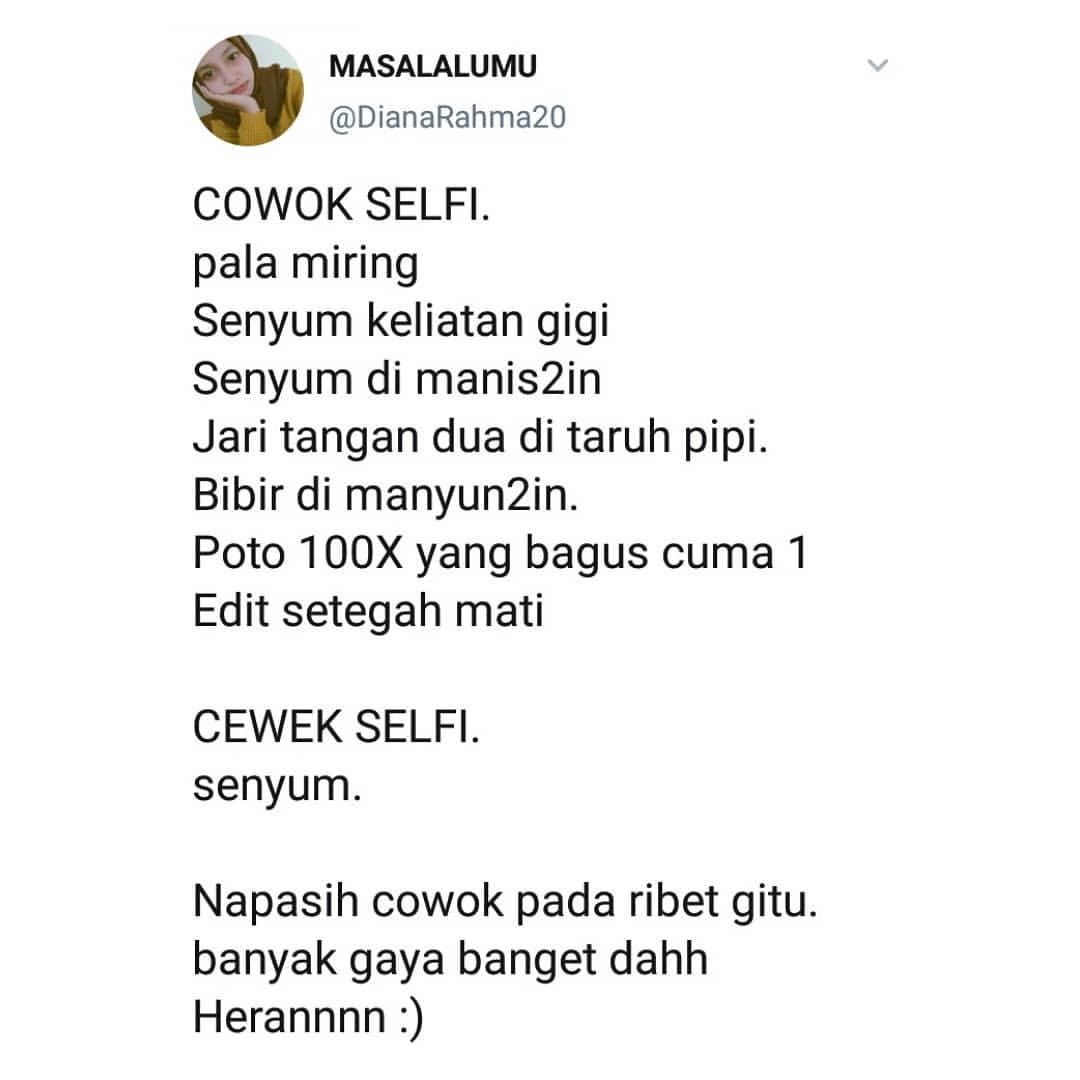 MASALALUMU
@DianaRahma20
COWOK SELFI.
pala miring
Senyum keliatan gigi
Senyum di manis2in
Jari tangan dua di taruh pipi.
Bibir di manyun2in.
Poto 100X yang bagus cuma 1
Edit setegah mati
CEWEK SELFI.
senyum.
Napasih cowok pada ribet gitu.
banyak gaya banget dahh
Herannnn :)